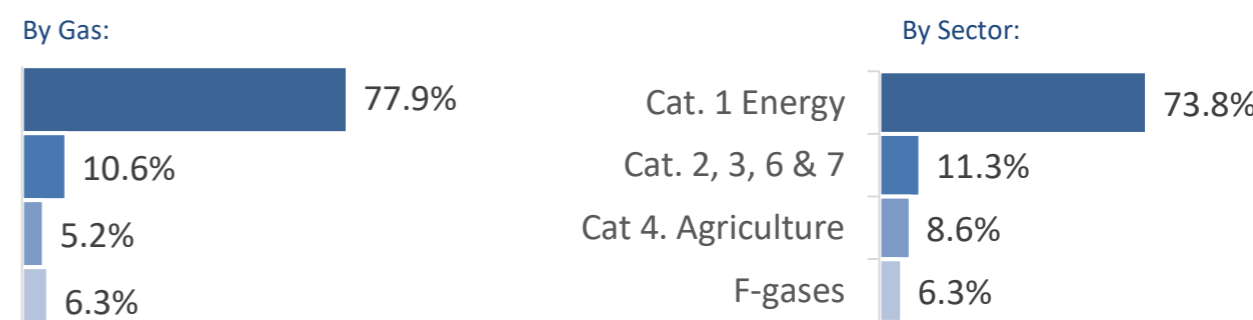 By Gas:
77.9%
10.6%
5.2%
6.3%
By Sector:
Cat. 1 Energy 73.8%
Cat. 2, 3, 6 & 7 11.3%
Cat 4. Agriculture 8.6%
F-gases 6.3%